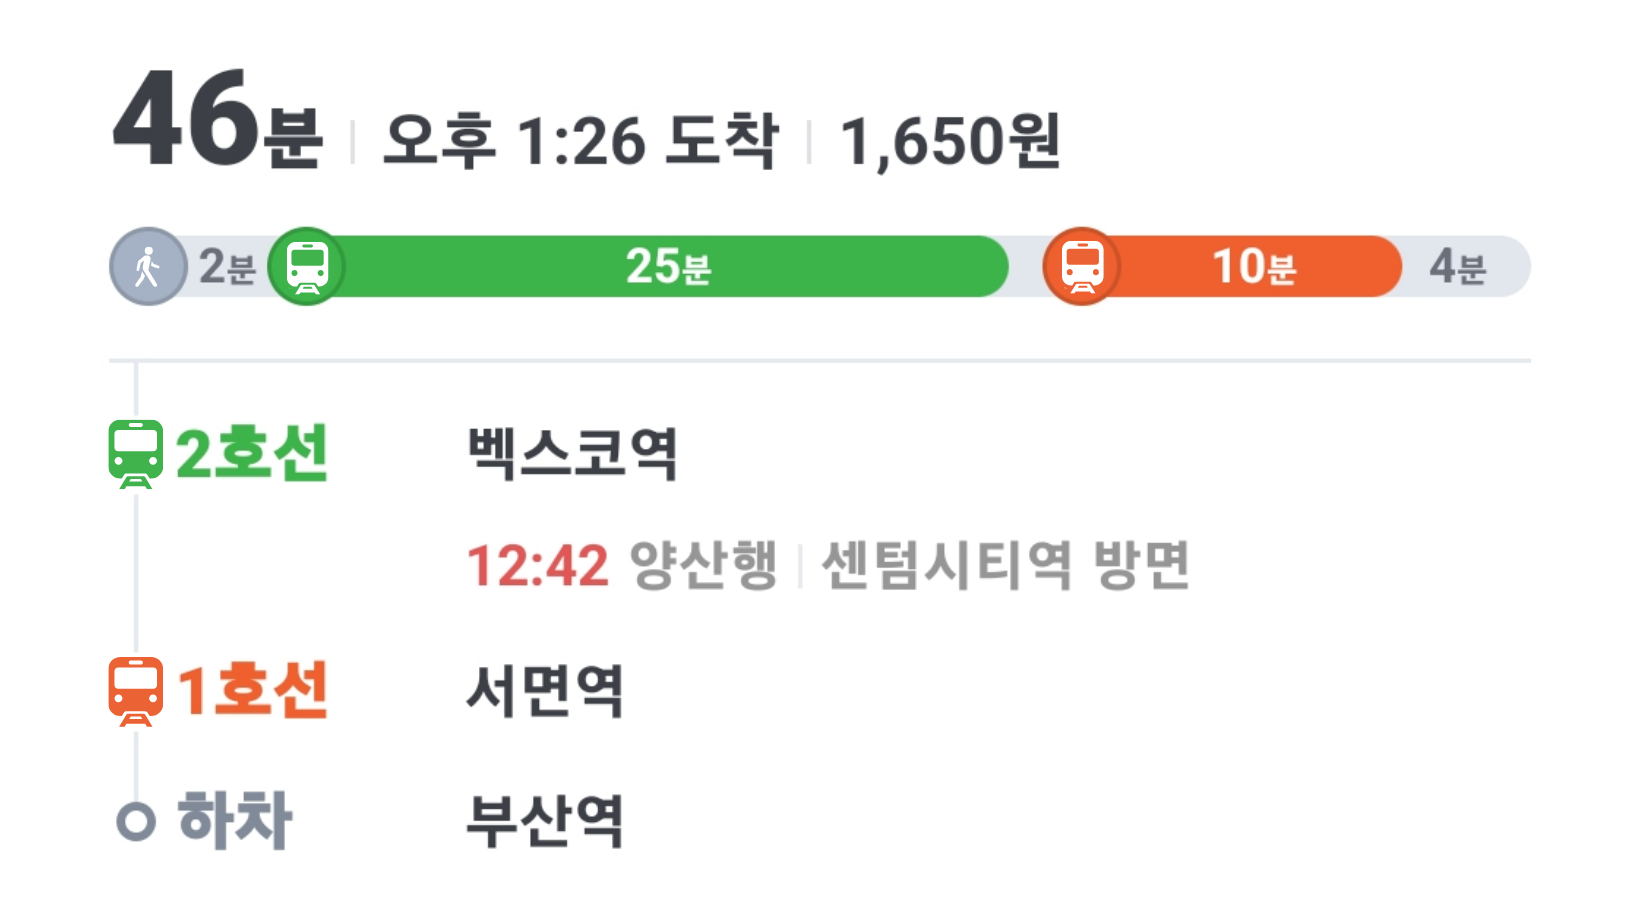 46분 | 오후 1:26 도착 | 1,650원
2분 25분 10분 4분
2호선 벡스코역
12:42 양산행 | 센텀시티역 방면
1호선 서면역
하차 부산역